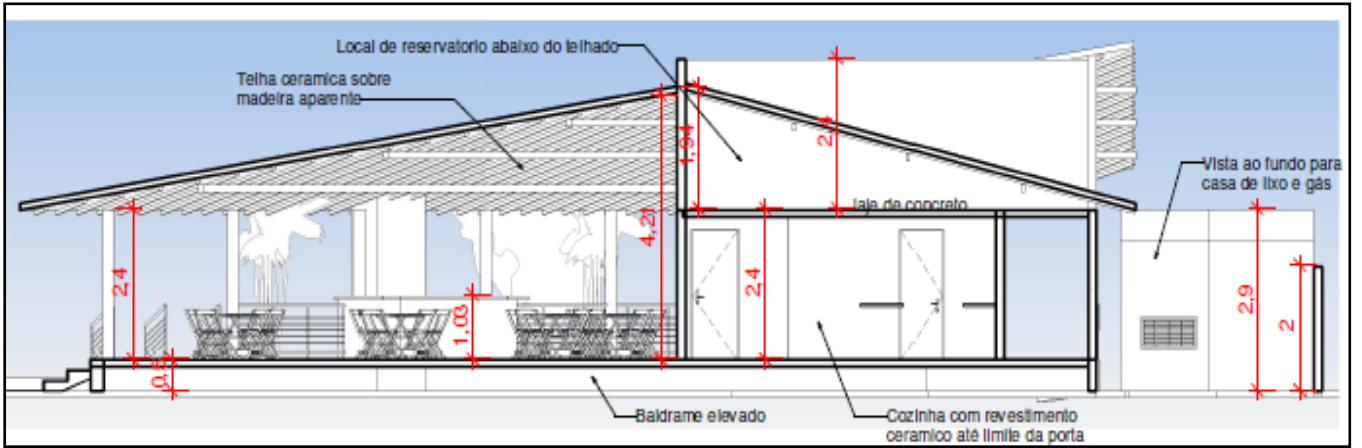 Local de reservatorio abaixo do telhado
Telha ceramica sobre
madeira aparente
1,94
2,4
4,21
Vista ao fundo para
casa de lixo e gás
laje de concreto
2,4
2,4
1,03
2,9
2
0,5
Baldrame elevado
Cozinha com revestimento
ceramico até limite da porta